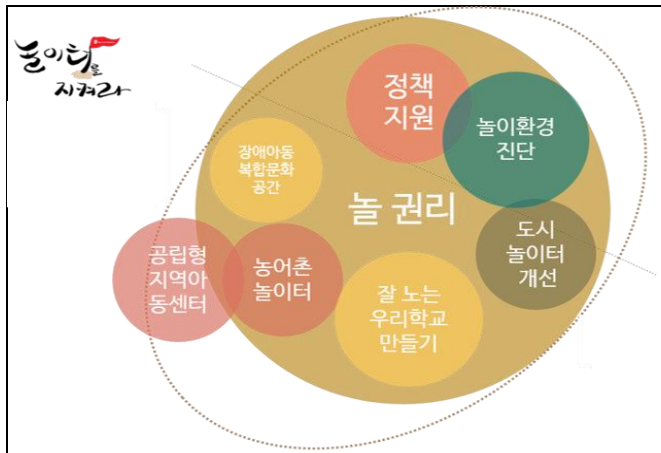 놀이터를
지켜라
정책
지원
놀이환경
진단
장애아동
복합문화
공간
놀 권리
도시
놀이터
개선
공립형
지역아
동센터
농어촌
놀이터
잘 노는
우리학교
만들기